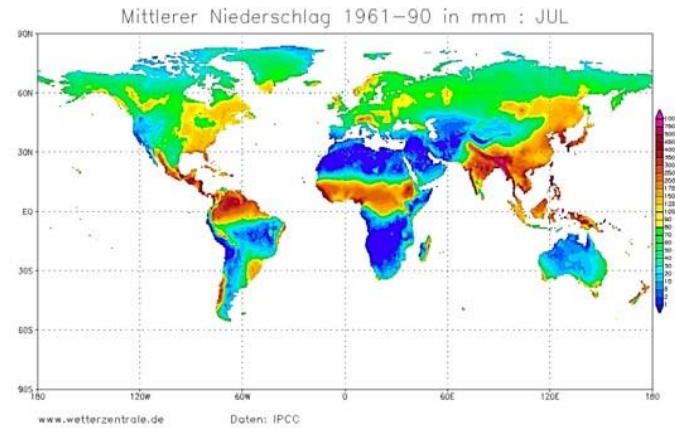 Mittlerer Niederschlag 1961-90 in mm : JUL
90N
60N
30N
EQ
30S
60S
90S
180 120W 60W 0 60E 120E 180
www.wetterzentrale.de Daten: IPCC